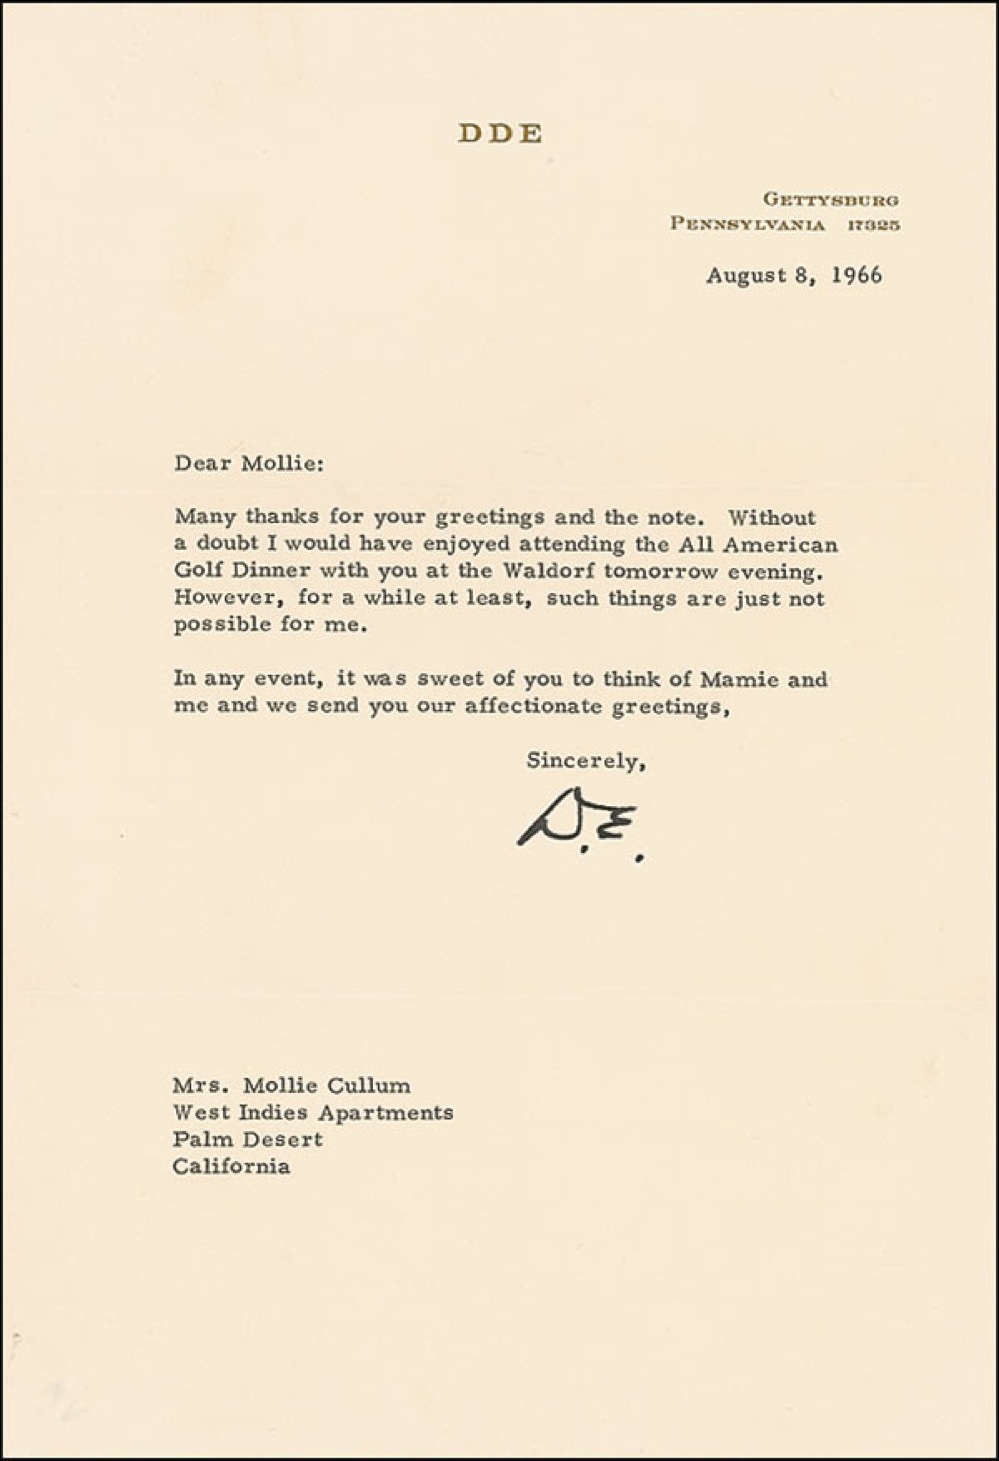 DDE
GETTYSBURG
PENNSYLVANIA 17325
August 8, 1966
Dear Mollie:
Many thanks for your greetings and the note. Without
a doubt I would have enjoyed attending the All American
Golf Dinner with you at the Waldorf tomorrow evening.
However, for a while at least, such things are just not
possible for me.
In any event, it was sweet of you to think of Mamie and
me and we send you our affectionate greetings,
Sincerely,
D.E.
Mrs. Mollie Cullum
West Indies Apartments
Palm Desert
California